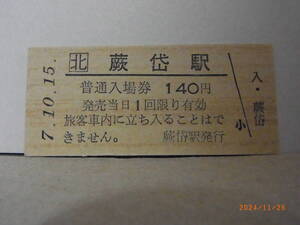 7.10.15.
北 蕨岱駅
普通入場券 140円
発売当日1回限り有効
旅客車内に立ち入ることはで
きません。 蕨岱駅発行
入・蕨岱
小
2024/11/26